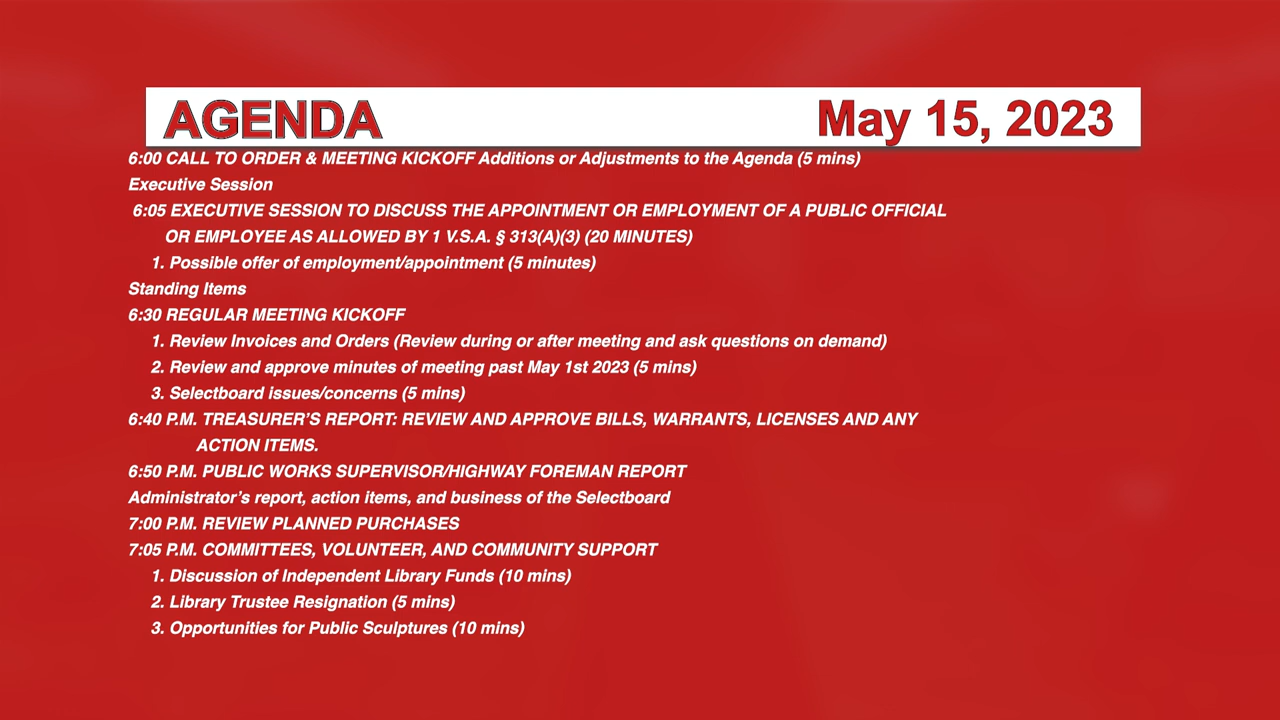 AGENDA May 15, 2023
6:00 CALL TO ORDER & MEETING KICKOFF Additions or Adjustments to the Agenda (5 mins)
Executive Session
6:05 EXECUTIVE SESSION TO DISCUSS THE APPOINTMENT OR EMPLOYMENT OF A PUBLIC OFFICIAL
OR EMPLOYEE AS ALLOWED BY 1 V.S.A. § 313(A)(3) (20 MINUTES)
1. Possible offer of employment/appointment (5 minutes)
Standing Items
6:30 REGULAR MEETING KICKOFF
1. Review Invoices and Orders (Review during or after meeting and ask questions on demand)
2. Review and approve minutes of meeting past May 1st 2023 (5 mins)
3. Selectboard issues/concerns (5 mins)
6:40 P.M. TREASURER’S REPORT: REVIEW AND APPROVE BILLS, WARRANTS, LICENSES AND ANY
ACTION ITEMS.
6:50 P.M. PUBLIC WORKS SUPERVISOR/HIGHWAY FOREMAN REPORT
Administrator’s report, action items, and business of the Selectboard
7:00 P.M. REVIEW PLANNED PURCHASES
7:05 P.M. COMMITTEES, VOLUNTEER, AND COMMUNITY SUPPORT
1. Discussion of Independent Library Funds (10 mins)
2. Library Trustee Resignation (5 mins)
3. Opportunities for Public Sculptures (10 mins)